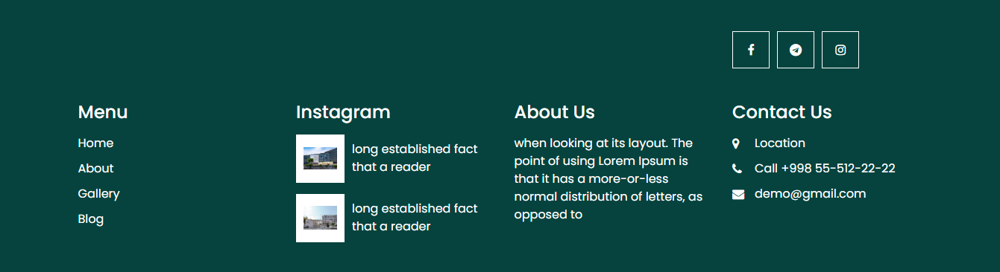 Menu
Home
About
Gallery
Blog
Instagram
long established fact
that a reader
long established fact
that a reader
About Us
when looking at its layout. The
point of using Lorem Ipsum is
that it has a more-or-less
normal distribution of letters, as
opposed to
Contact Us
Location
Call +998 55-512-22-22
demo@gmail.com